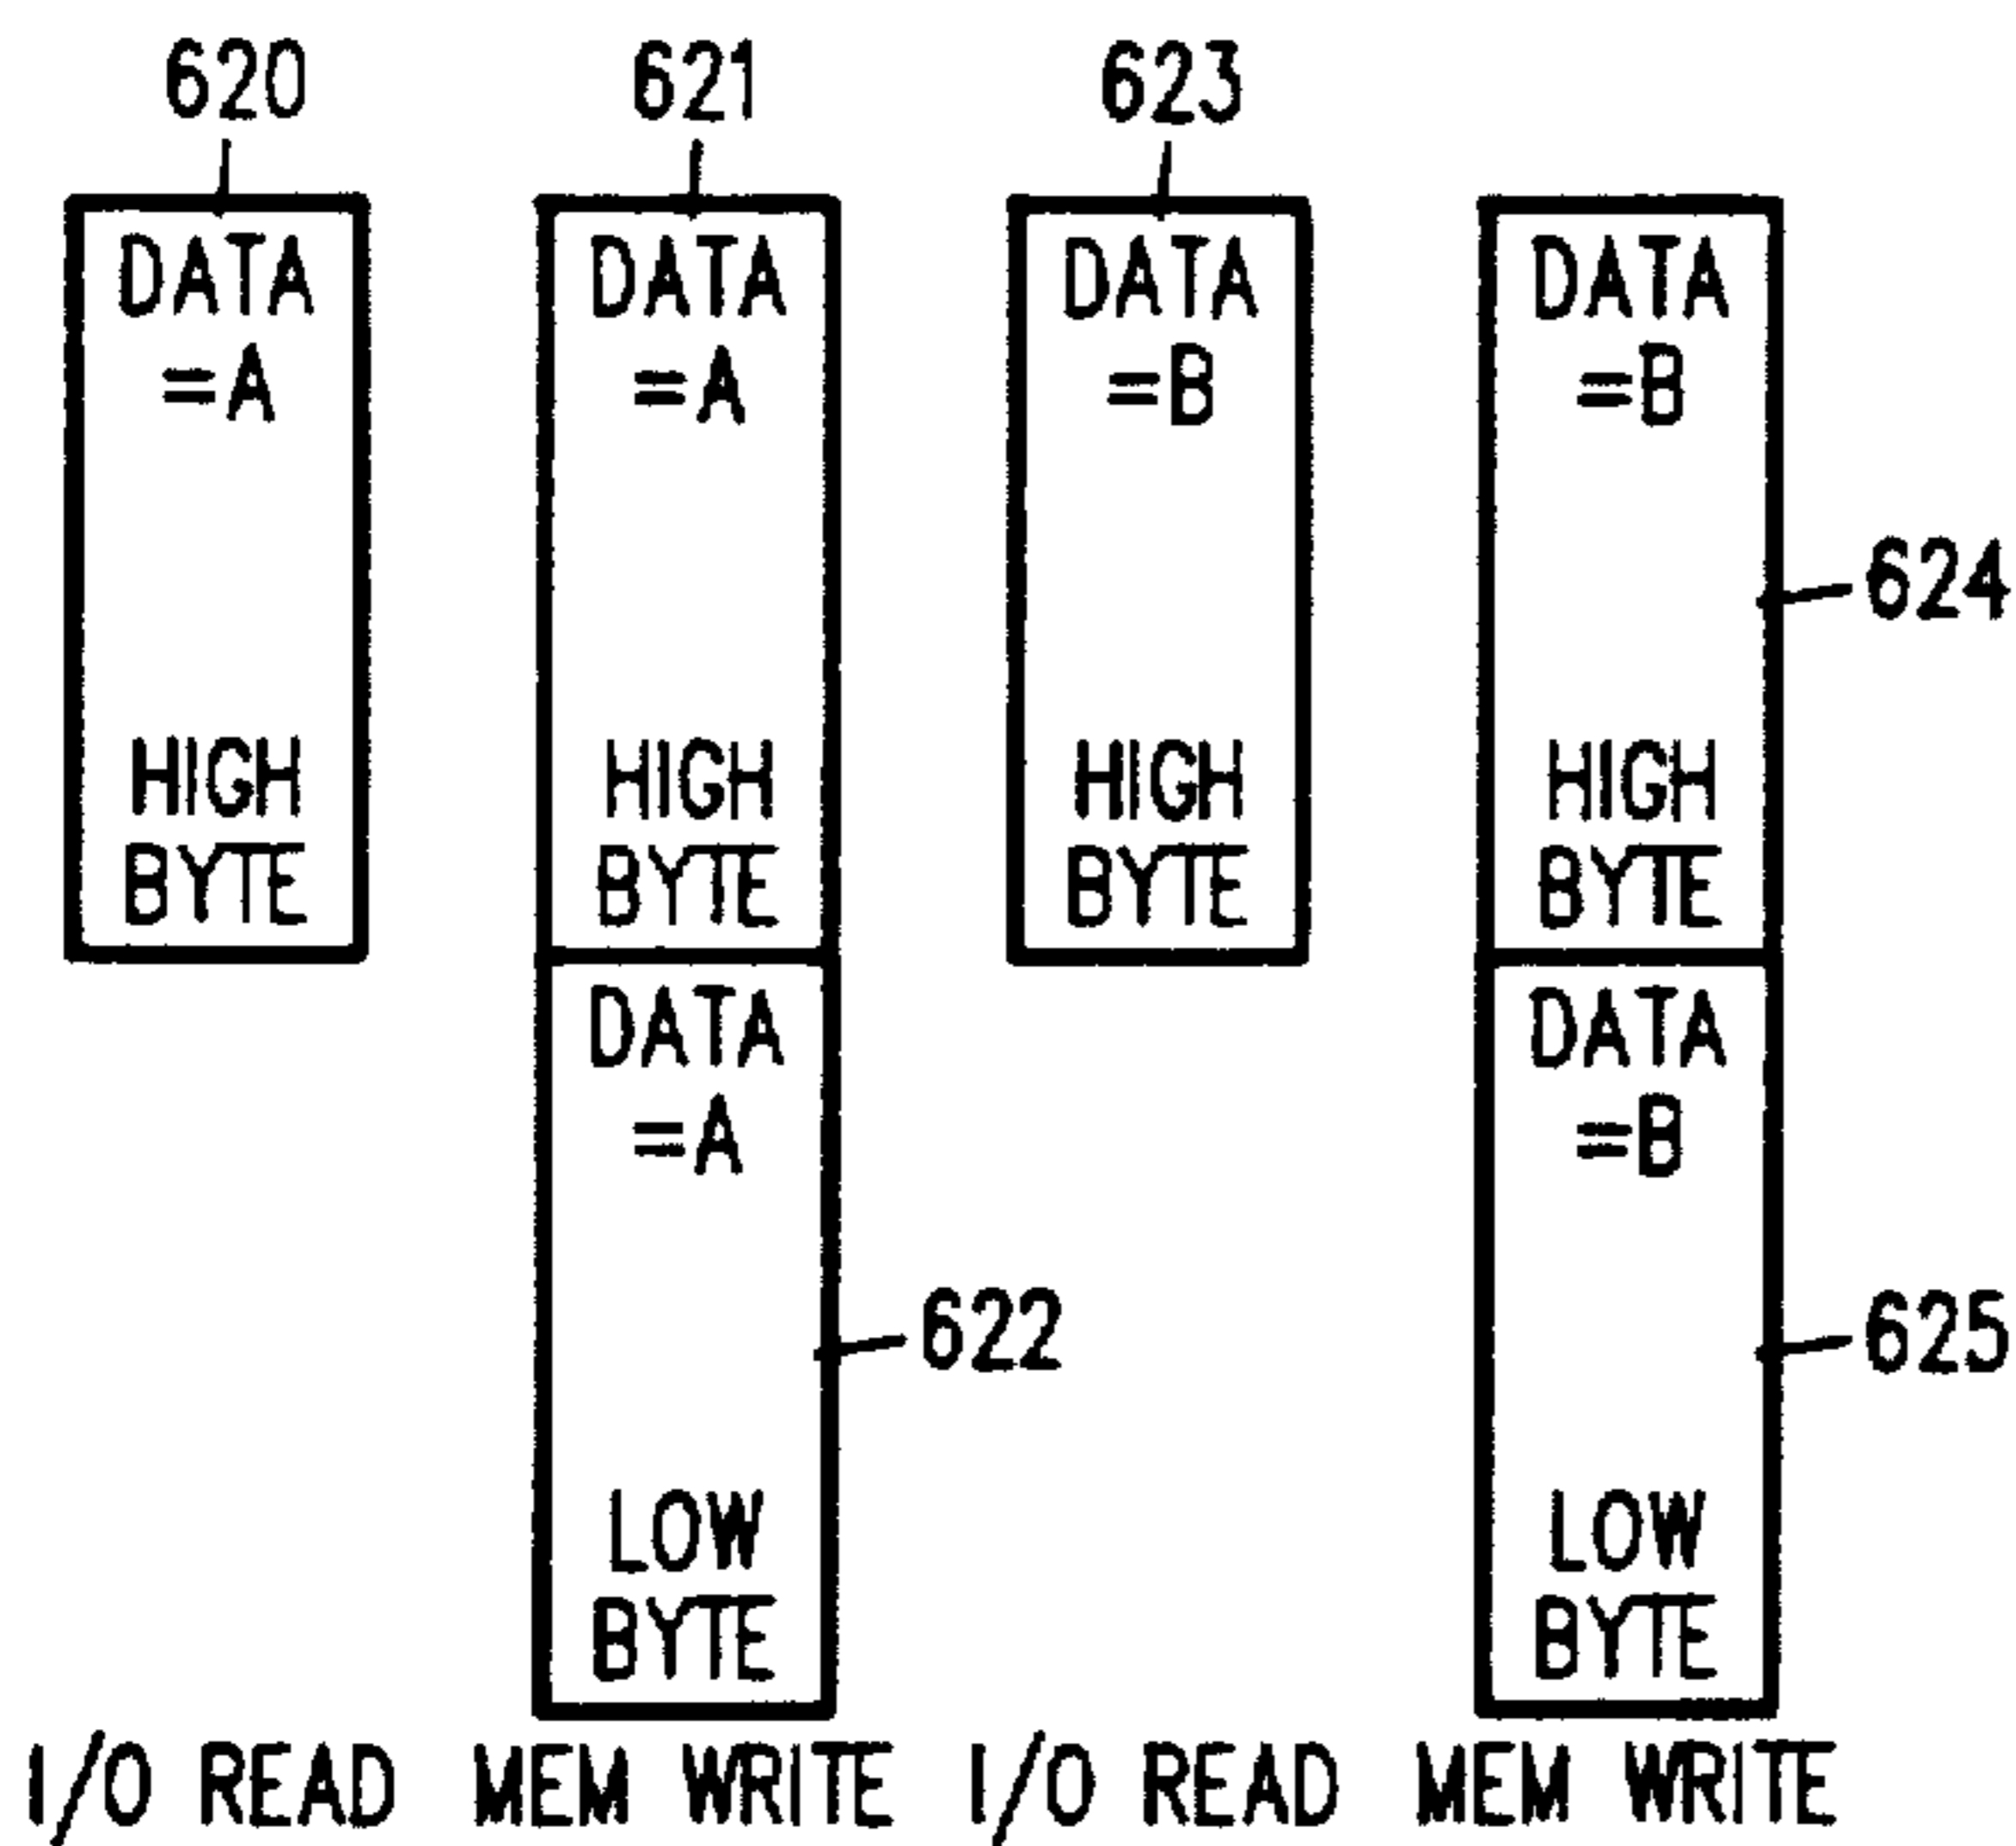 620 621 623
DATA DATA DATA DATA
=A =A =B =B
624
HIGH HIGH HIGH HIGH
BYTE BYTE BYTE BYTE
DATA DATA
=A =B
622 625
LOW LOW
BYTE BYTE
I/O READ MEM WRITE I/O READ MEM WRITE